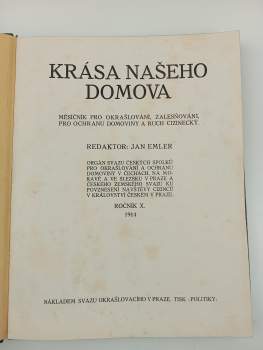 KRÁSA NAŠEHO
DOMOVA
MĚSÍČNÍK PRO OKRAŠLOVÁNÍ, ZALESŇOVÁNÍ,
PRO OCHRANU DOMOVINY A RUCH CIZINECKÝ.
REDAKTOR: JAN EMLER
ORGÁN SVAZU ČESKÝCH SPOLKŮ
PRO OKRAŠLOVÁNÍ A OCHRANU
DOMOVINY V ČECHÁCH, NA MO-
RAVĚ A VE SLEZSKU V PRAZE A
ČESKÉHO ZEMSKÉHO SVAZU KU
POVZNESENÍ NÁVŠTĚVY CIZINCŮ
V KRÁLOVSTVÍ ČESKÉM V PRAZE.
ROČNÍK X.
1914
NÁKLADEM SVAZU OKRAŠLOVACÍHO V PRAZE. TISK „POLITIKY“.